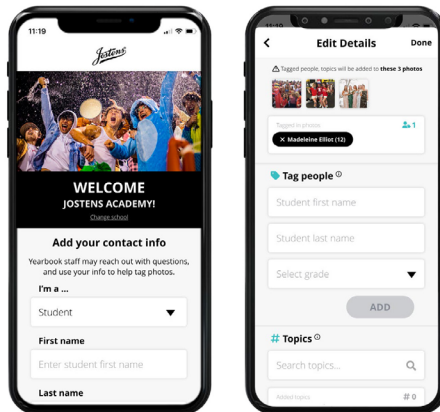 11:19
Jostens
WELCOME
JOSTENS ACADEMY!
Change school
Add your contact info
Yearbook staff may reach out with questions,
and use your info to help tag photos.
I'm a ...
Student
First name
Enter student first name
Last name
11:19
Edit Details
Done
Tagged people, topics will be added to these 3 photos
Tagged in photos
1
× Madeleine Elliot (12)
Tag people
Student first name
Student last name
Select grade
ADD
# Topics
Search topics...
Added topics
# 0